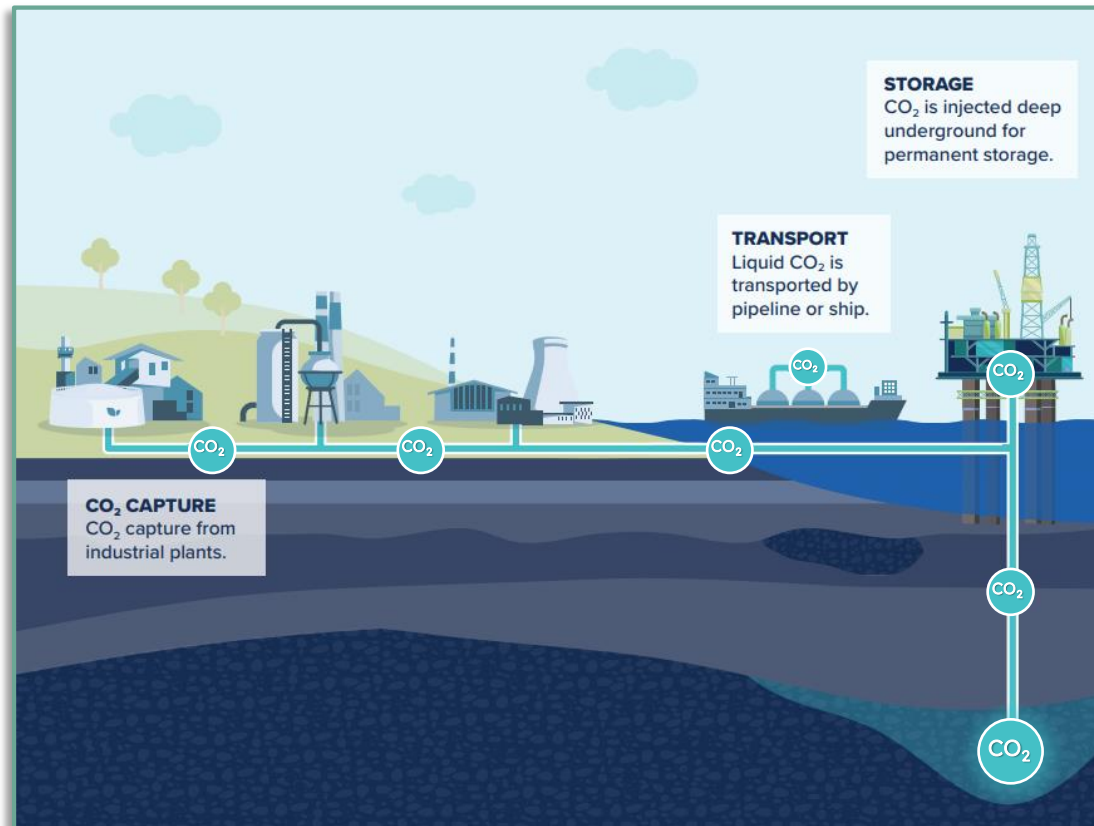 STORAGE
CO₂ is injected deep
underground for
permanent storage.
TRANSPORT
Liquid CO₂ is
transported by
pipeline or ship.
CO₂
CO₂
CO₂
CO₂
CO₂
CO₂ CAPTURE
CO₂ capture from
industrial plants.
CO₂
CO₂